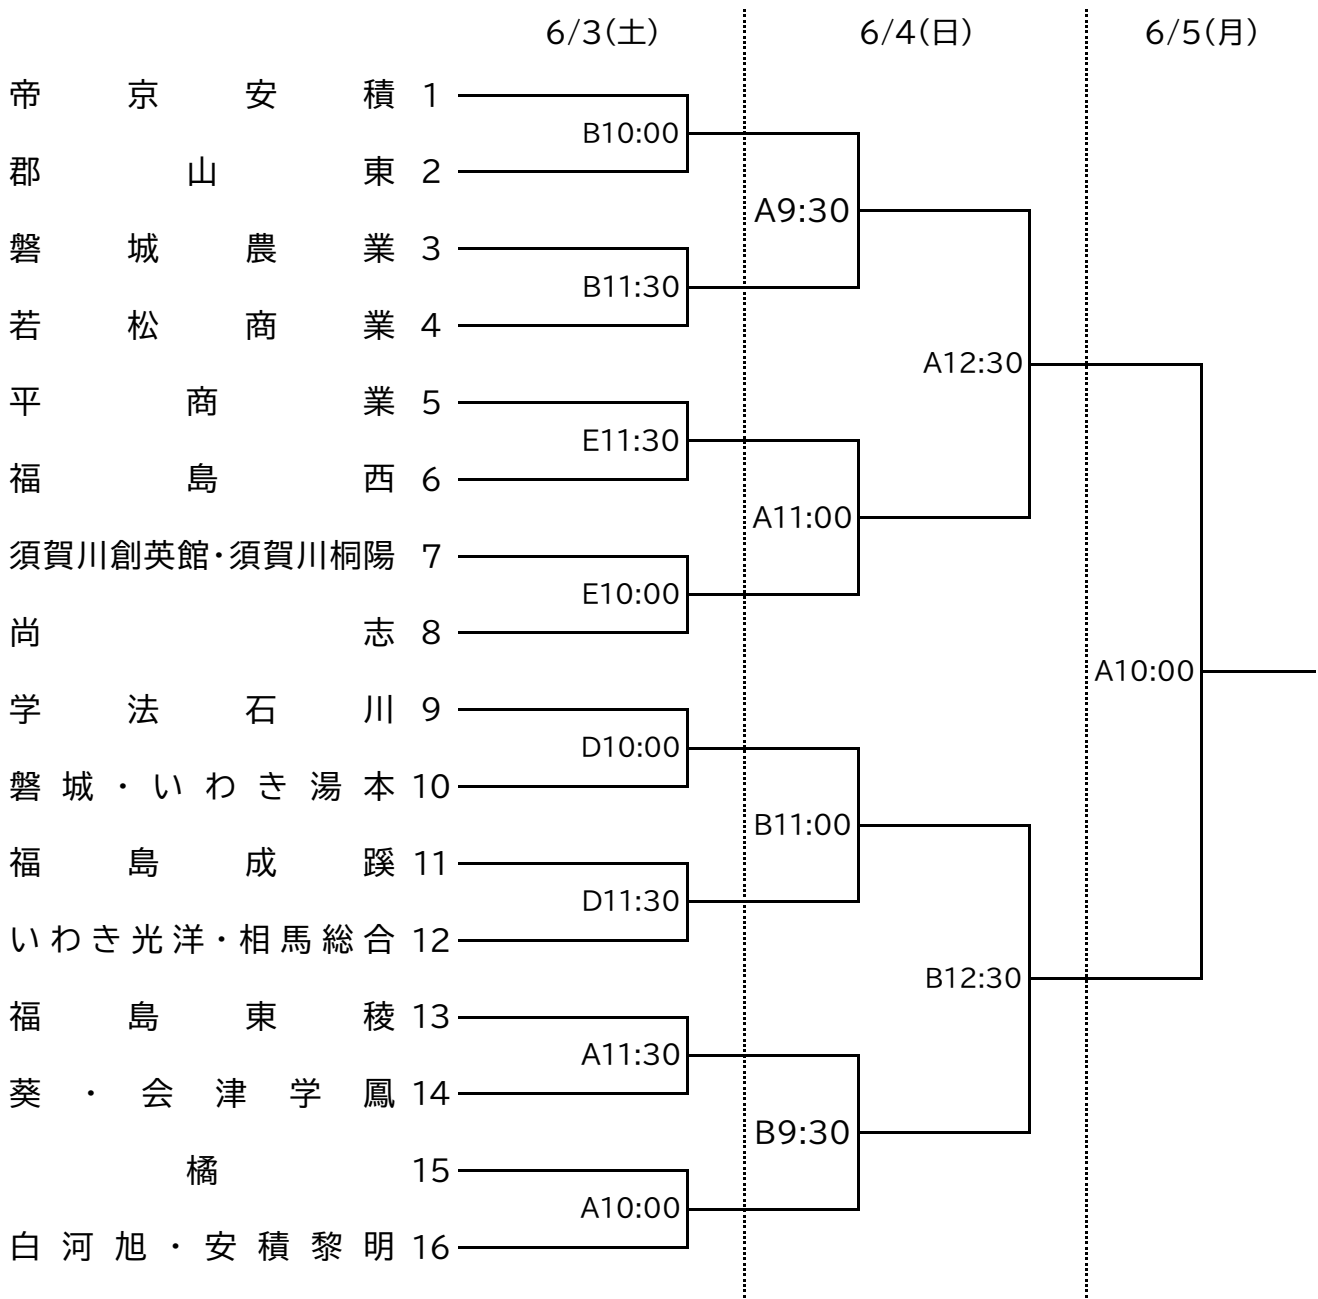 6/3(土) 6/4(日) 6/5(月)
帝京安積 1
B10:00
郡山東 2
A9:30
磐城農業 3
B11:30
若松商業 4
A12:30
平商業 5
E11:30
福島西 6
A11:00
須賀川創英館・須賀川桐陽 7
E10:00
尚志 8
A10:00
学法石川 9
D10:00
磐城・いわき湯本 10
B11:00
福島成蹊 11
D11:30
いわき光洋・相馬総合 12
B12:30
福島東稜 13
A11:30
葵・会津学鳳 14
B9:30
橘 15
A10:00
白河旭・安積黎明 16